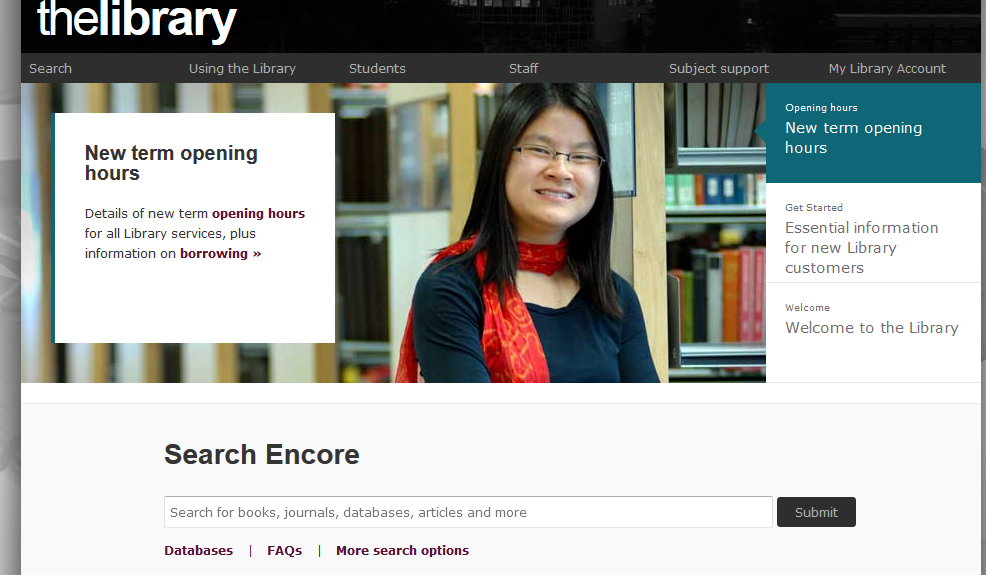 thelibrary
Search
Using the Library
Students
Staff
Subject support
My Library Account
New term opening
hours
Details of new term opening hours
for all Library services, plus
information on borrowing »
Opening hours
New term opening
hours
Get Started
Essential information
for new Library
customers
Welcome
Welcome to the Library
Search Encore
Search for books, journals, databases, articles and more
Submit
Databases | FAQs | More search options